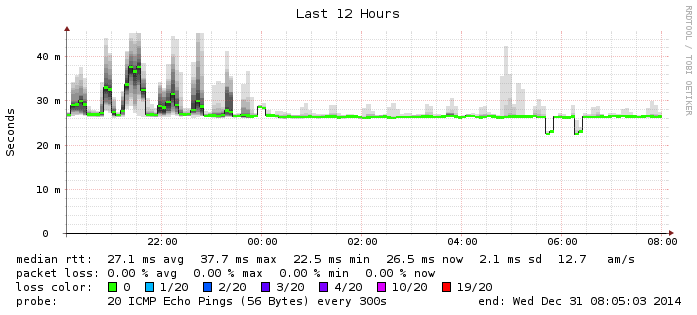 Last 12 Hours
RRDTOOL / TOBI OETIKER
Seconds
40 m
30 m
20 m
10 m
0
22:00 00:00 02:00 04:00 06:00 08:00
median rtt: 27.1 ms avg 37.7 ms max 22.5 ms min 26.5 ms now 2.1 ms sd 12.7 am/s
packet loss: 0.00 % avg 0.00 % max 0.00 % min 0.00 % now
loss color: 0 1/20 2/20 3/20 4/20 10/20 19/20
probe: 20 ICMP Echo Pings (56 Bytes) every 300s end: Wed Dec 31 08:05:03 2014